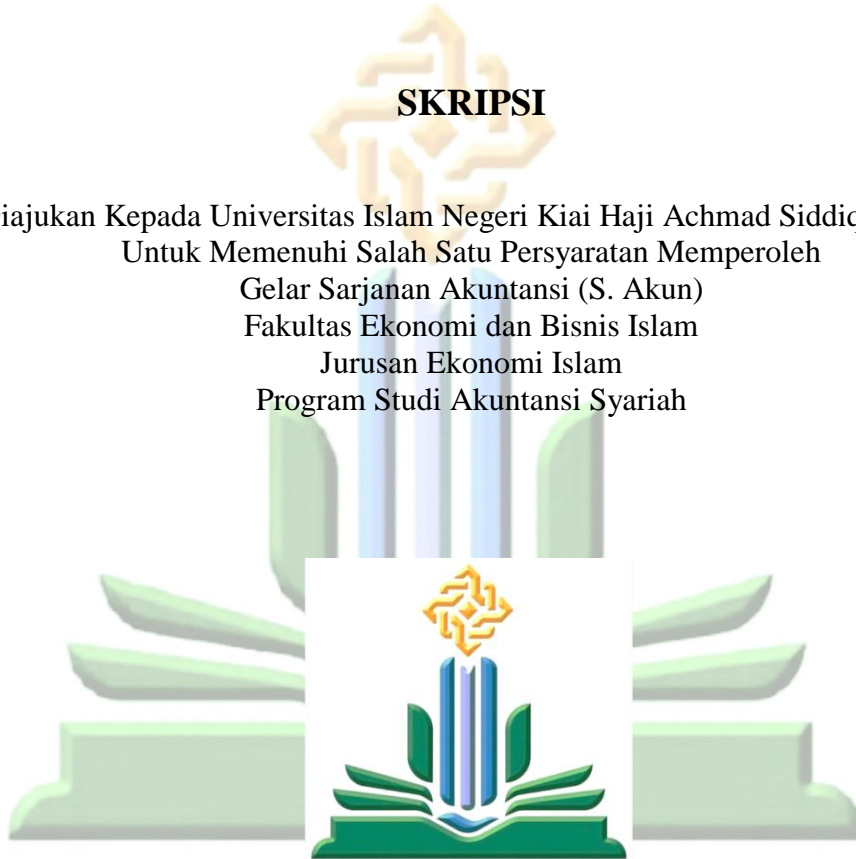 SKRIPSI
iajukan Kepada Universitas Islam Negeri Kiai Haji Achmad Siddiq
Untuk Memenuhi Salah Satu Persyaratan Memperoleh
Gelar Sarjanan Akuntansi (S. Akun)
Fakultas Ekonomi dan Bisnis Islam
Jurusan Ekonomi Islam
Program Studi Akuntansi Syariah